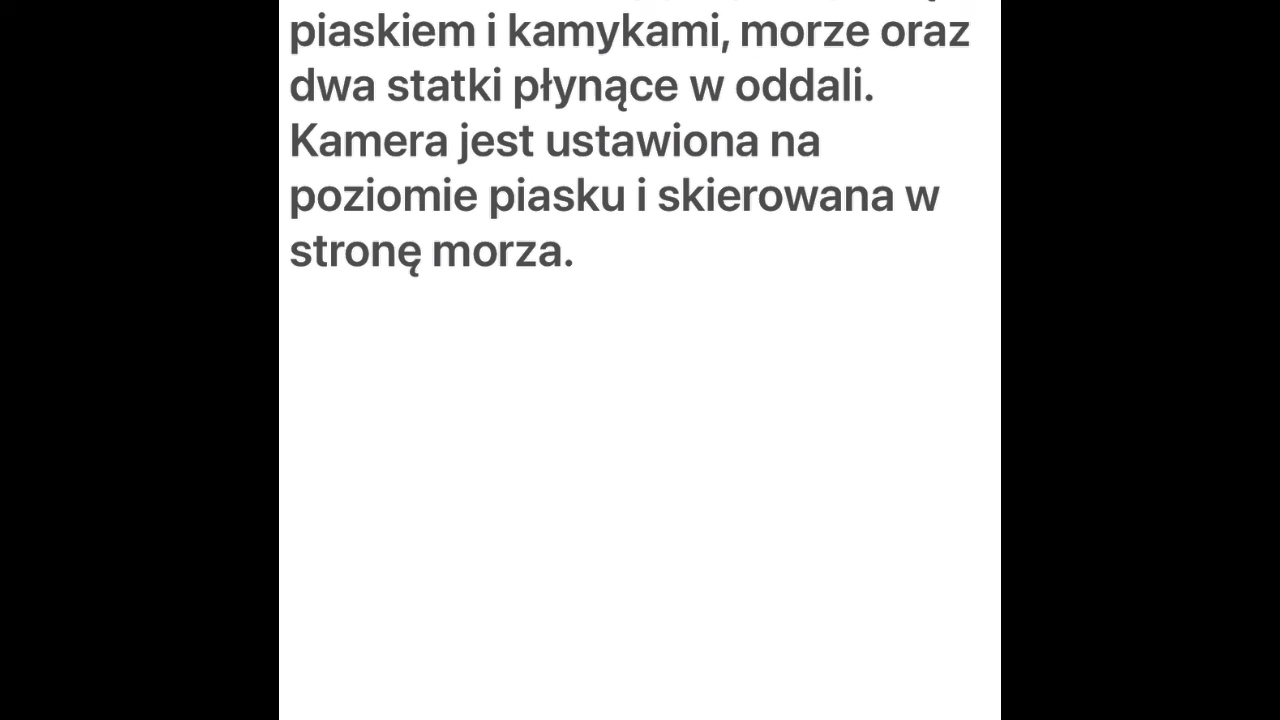 piaskiem i kamykami, morze oraz
dwa statki płynące w oddali.
Kamera jest ustawiona na
poziomie piasku i skierowana w
stronę morza.